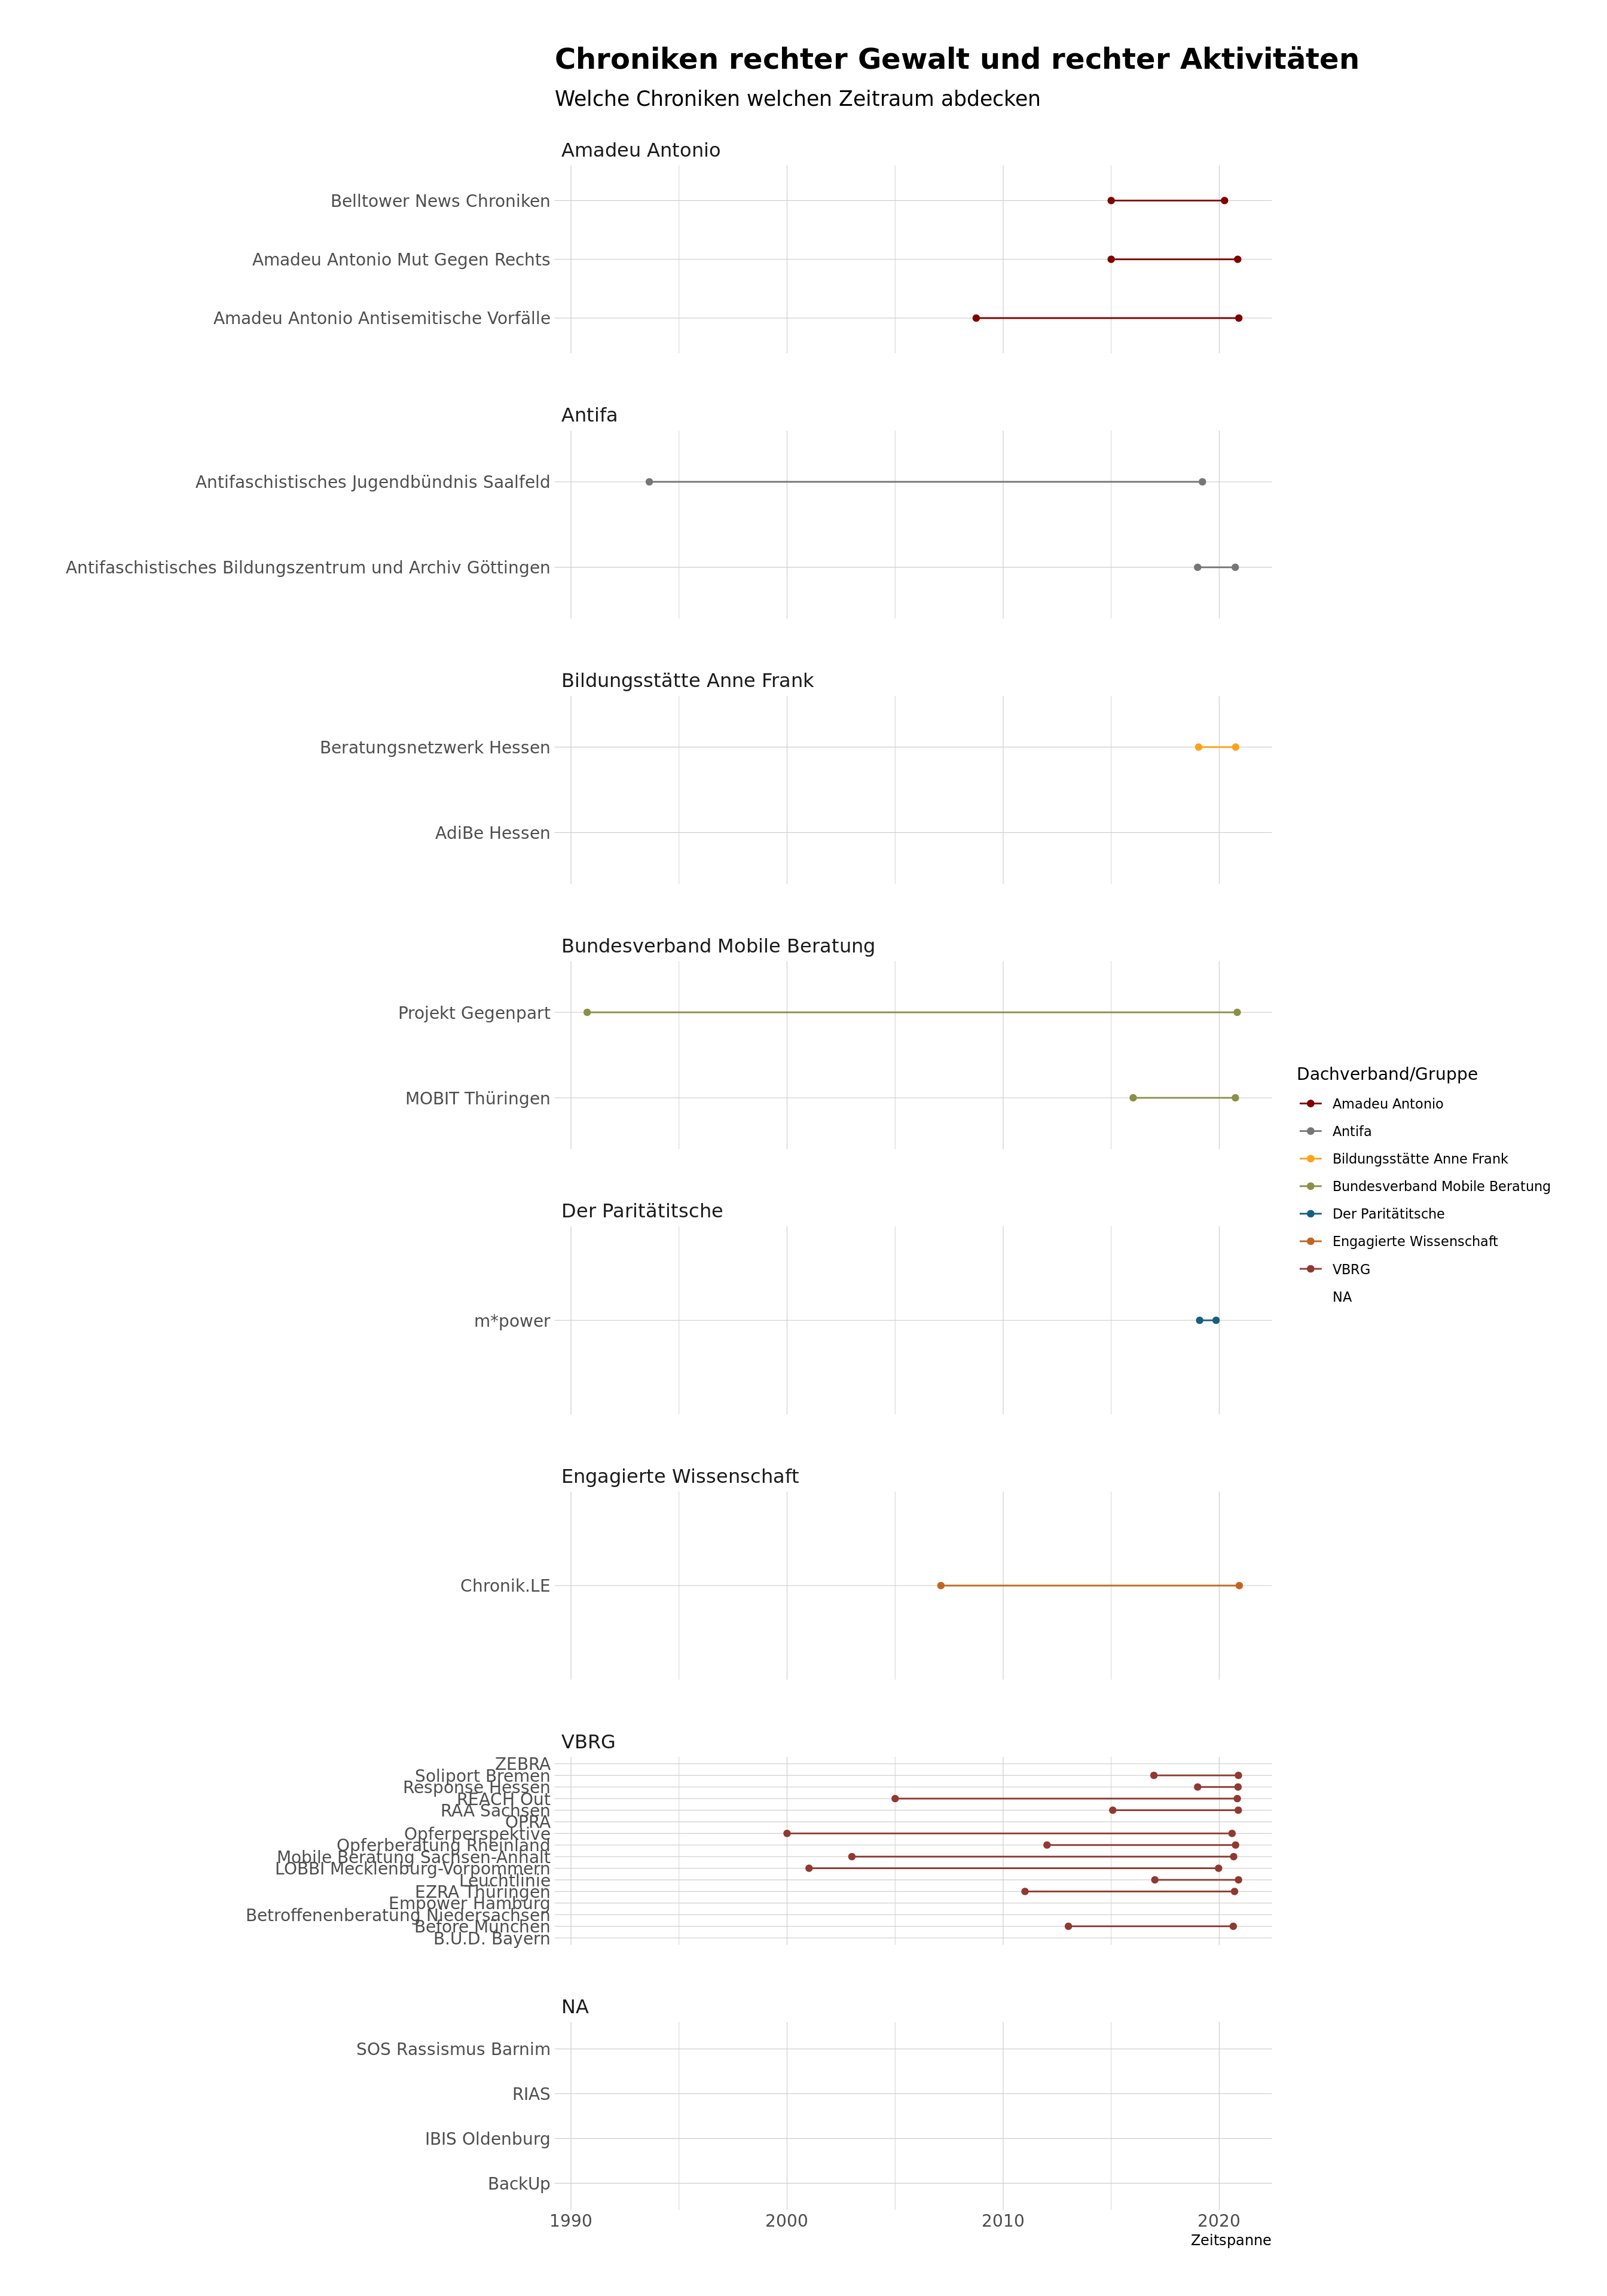 Chroniken rechter Gewalt und rechter Aktivitäten
Welche Chroniken welchen Zeitraum abdecken
Amadeu Antonio
Belltower News Chroniken
Amadeu Antonio Mut Gegen Rechts
Amadeu Antonio Antisemitische Vorfälle
Antifa
Antifaschistisches Jugendbündnis Saalfeld
Antifaschistisches Bildungszentrum und Archiv Göttingen
Bildungsstätte Anne Frank
Beratungsnetzwerk Hessen
AdiBe Hessen
Bundesverband Mobile Beratung
Projekt Gegenpart
MOBIT Thüringen
Der Paritätitsche
m*power
Engagierte Wissenschaft
Chronik.LE
VBRG
ZEBRA
Soliport Bremen
Response Hessen
REACH Out
RAA Sachsen
OPRA
Opferperspektive
Opferberatung Rheinland
Mobile Beratung Sachsen-Anhalt
LOBBI Mecklenburg-Vorpommern
Leuchtlinie
EZRA Thüringen
Empower Hamburg
Betroffenenberatung Niedersachsen
Before München
B.U.D. Bayern
NA
SOS Rassismus Barnim
RIAS
IBIS Oldenburg
BackUp
1990 2000 2010 2020
Zeitspanne
Dachverband/Gruppe
Amadeu Antonio
Antifa
Bildungsstätte Anne Frank
Bundesverband Mobile Beratung
Der Paritätitsche
Engagierte Wissenschaft
VBRG
NA